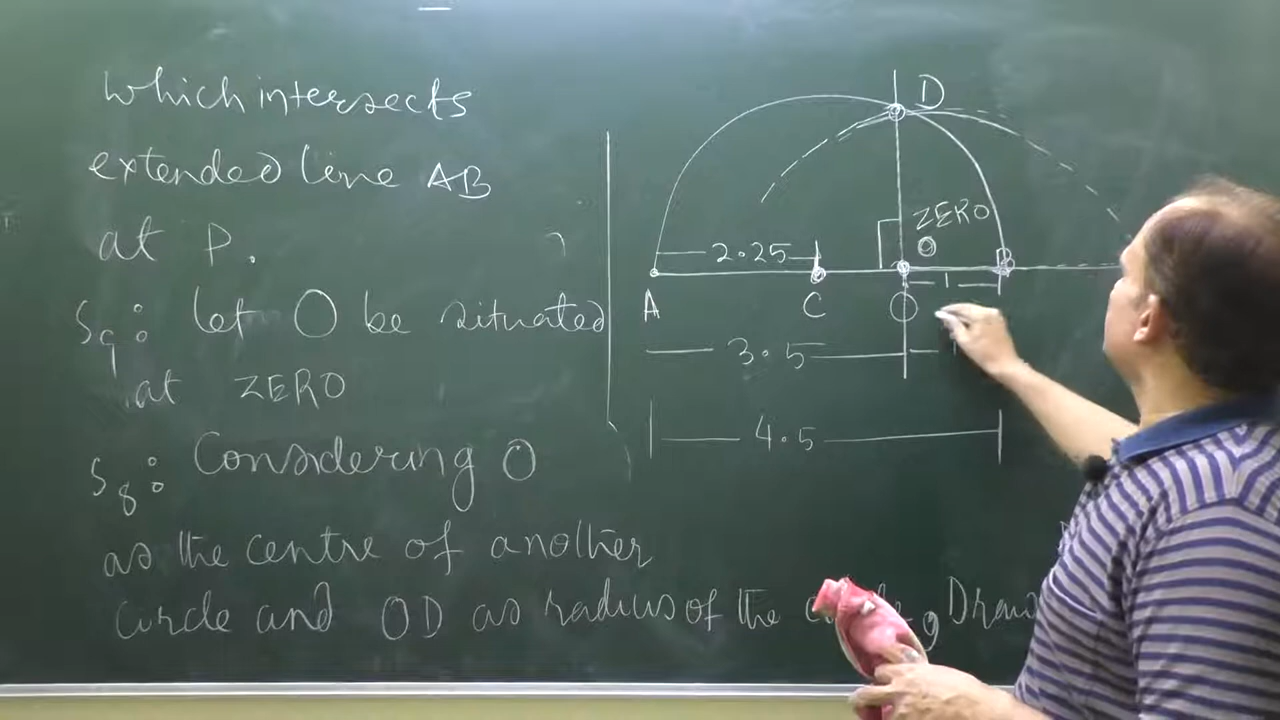 which intersects
extended line AB
at P.
S9: let O be situated
at ZERO
S8: Considering O
as the centre of another
circle and OD as radius of the
D
ZERO
0
2.25
B
1
A
C
O
3.5
4.5